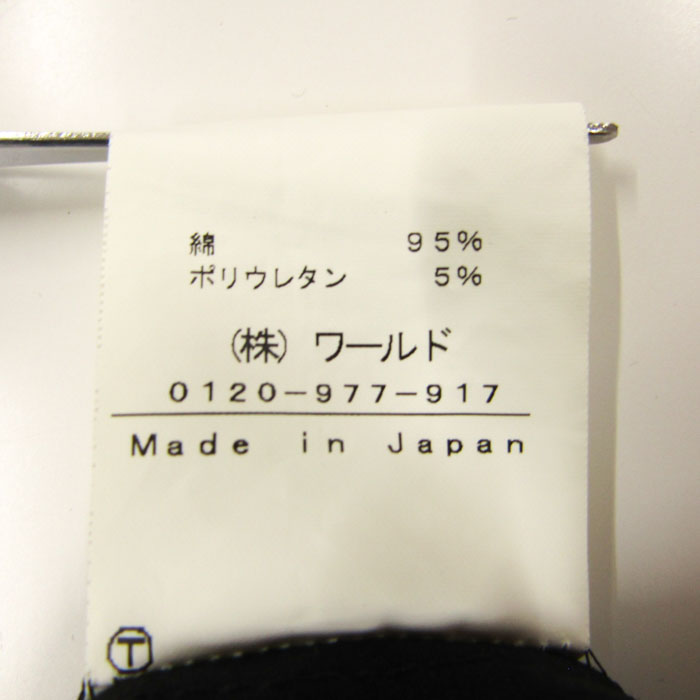 綿 95%
ポリウレタン 5%
(株) ワールド
0120-977-917
Made in Japan
T